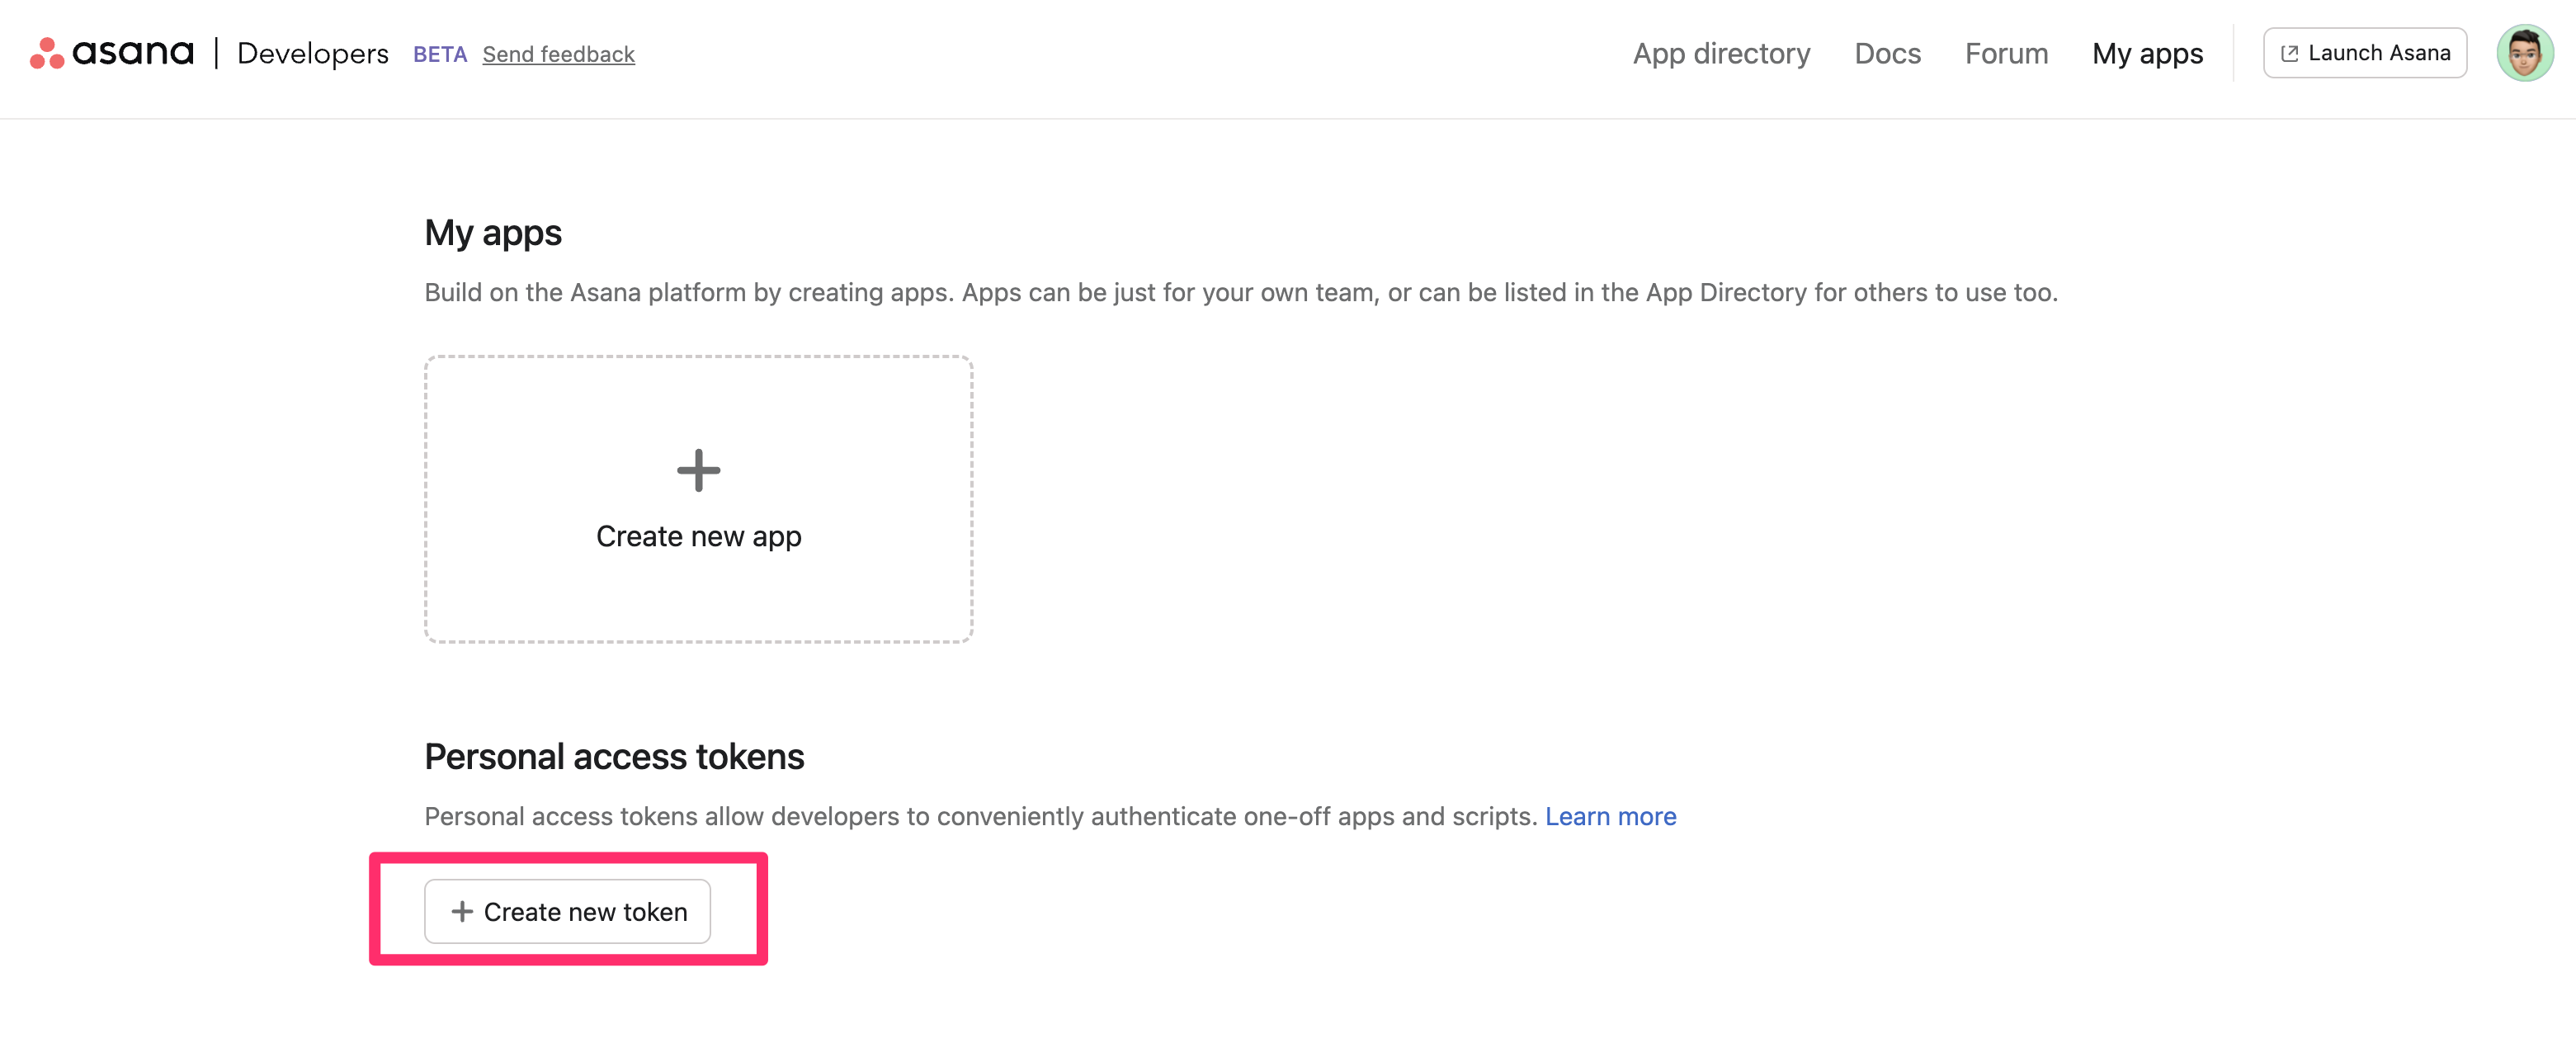 asana | Developers BETA Send feedback App directory Docs Forum My apps Launch Asana
My apps
Build on the Asana platform by creating apps. Apps can be just for your own team, or can be listed in the App Directory for others to use too.
Create new app
Personal access tokens
Personal access tokens allow developers to conveniently authenticate one-off apps and scripts. Learn more
+ Create new token